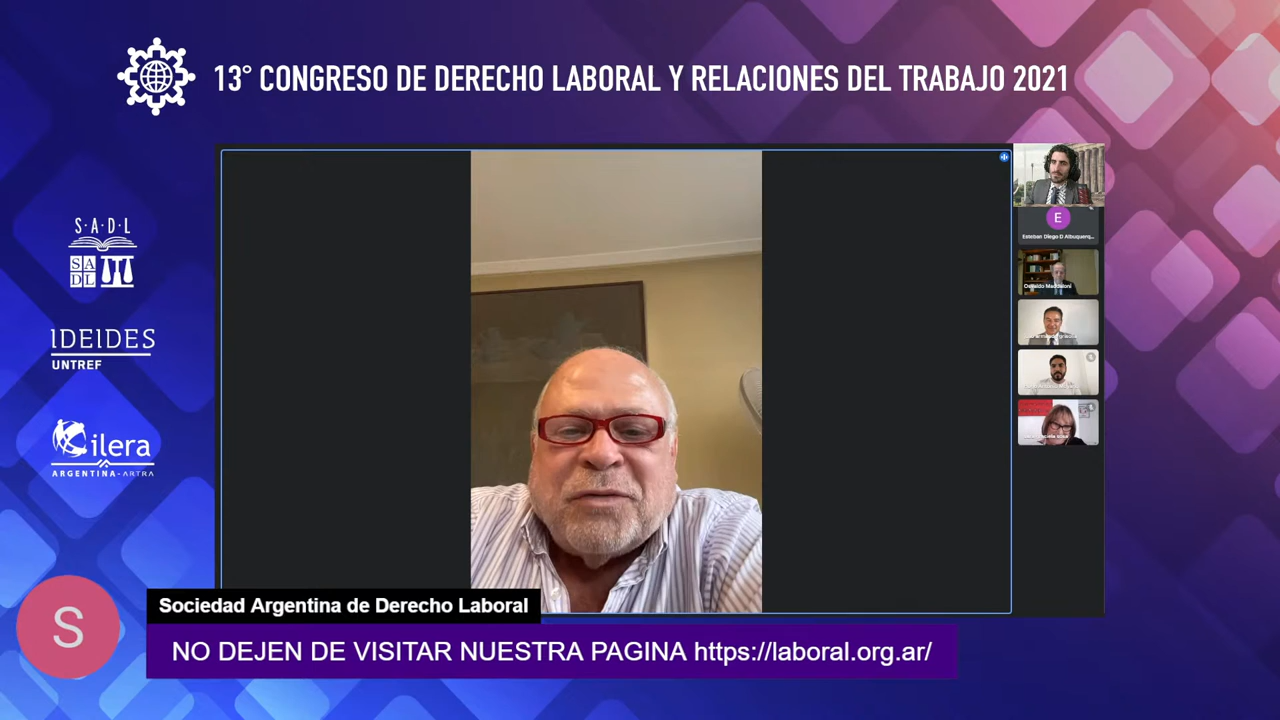 13° CONGRESO DE DERECHO LABORAL Y RELACIONES DEL TRABAJO 2021
S·A·D·L
SA
DL
IDEIDES
UNTREF
Cilera
ARGENTINA-ARTRA
E
Esteban Diego D Albuquerq...
Osvaldo Maddaloni
S
Sociedad Argentina de Derecho Laboral
NO DEJEN DE VISITAR NUESTRA PAGINA https://laboral.org.ar/